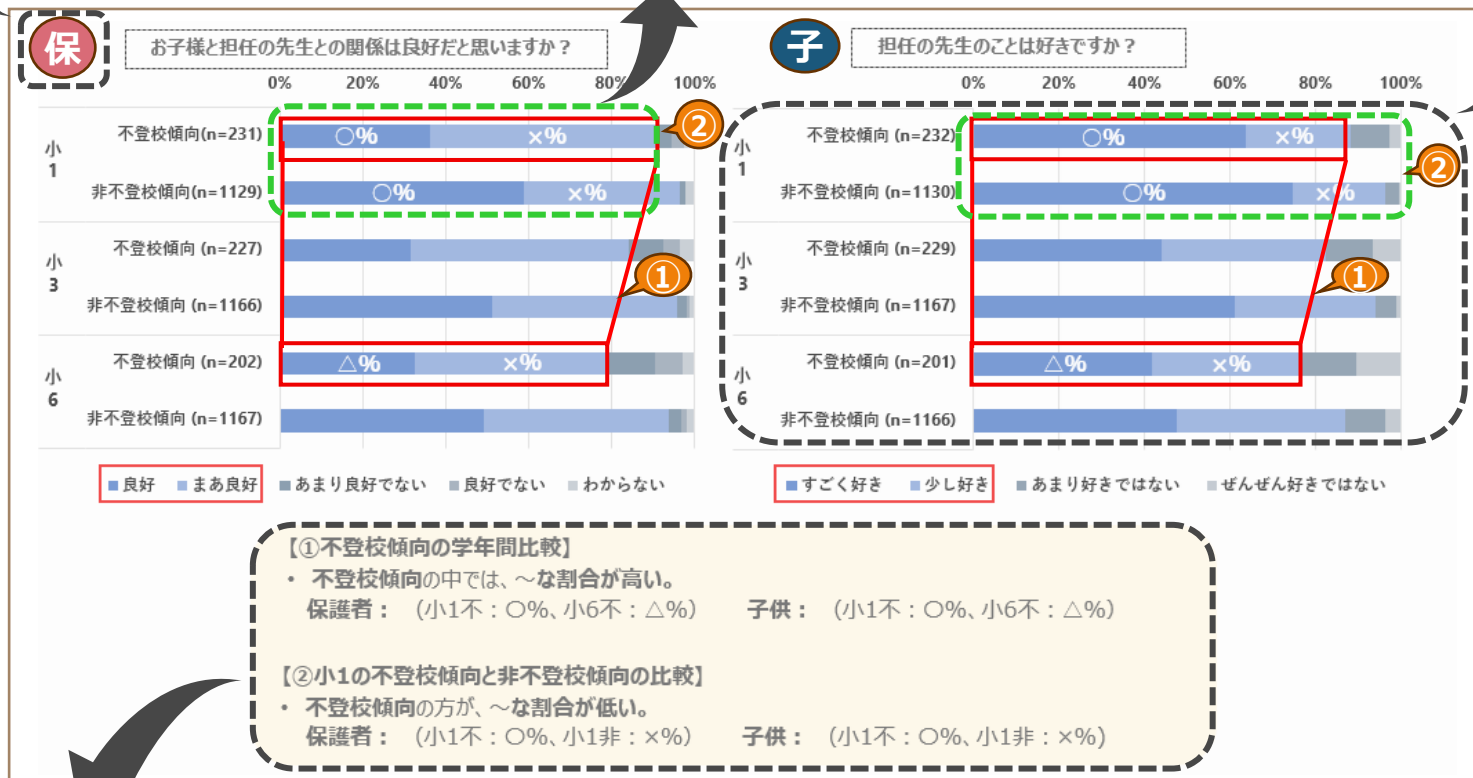 保
お子様と担任の先生との関係は良好だと思いますか？
0% 20% 40% 60% 80% 100%
小1
不登校傾向(n=231)
〇% ×%
②
非不登校傾向(n=1129)
〇% ×%
小3
不登校傾向 (n=227)
①
非不登校傾向 (n=1166)
小6
不登校傾向 (n=202)
△% ×%
非不登校傾向 (n=1167)
良好 まあ良好 あまり良好でない 良好でない わからない
子
担任の先生のことは好きですか？
0% 20% 40% 60% 80% 100%
小1
不登校傾向 (n=232)
〇% ×%
②
非不登校傾向 (n=1130)
〇% ×%
小3
不登校傾向 (n=229)
①
非不登校傾向 (n=1167)
小6
不登校傾向 (n=201)
△% ×%
非不登校傾向 (n=1166)
すごく好き 少し好き あまり好きではない ぜんぜん好きではない
【①不登校傾向の学年間比較】
・ 不登校傾向の中では、～な割合が高い。
保護者： （小1不：〇%、小6不：△%） 子供： （小1不：〇%、小6不：△%）
【②小1の不登校傾向と非不登校傾向の比較】
・ 不登校傾向の方が、～な割合が低い。
保護者： （小1不：〇%、小1非：×%） 子供： （小1不：〇%、小1非：×%)